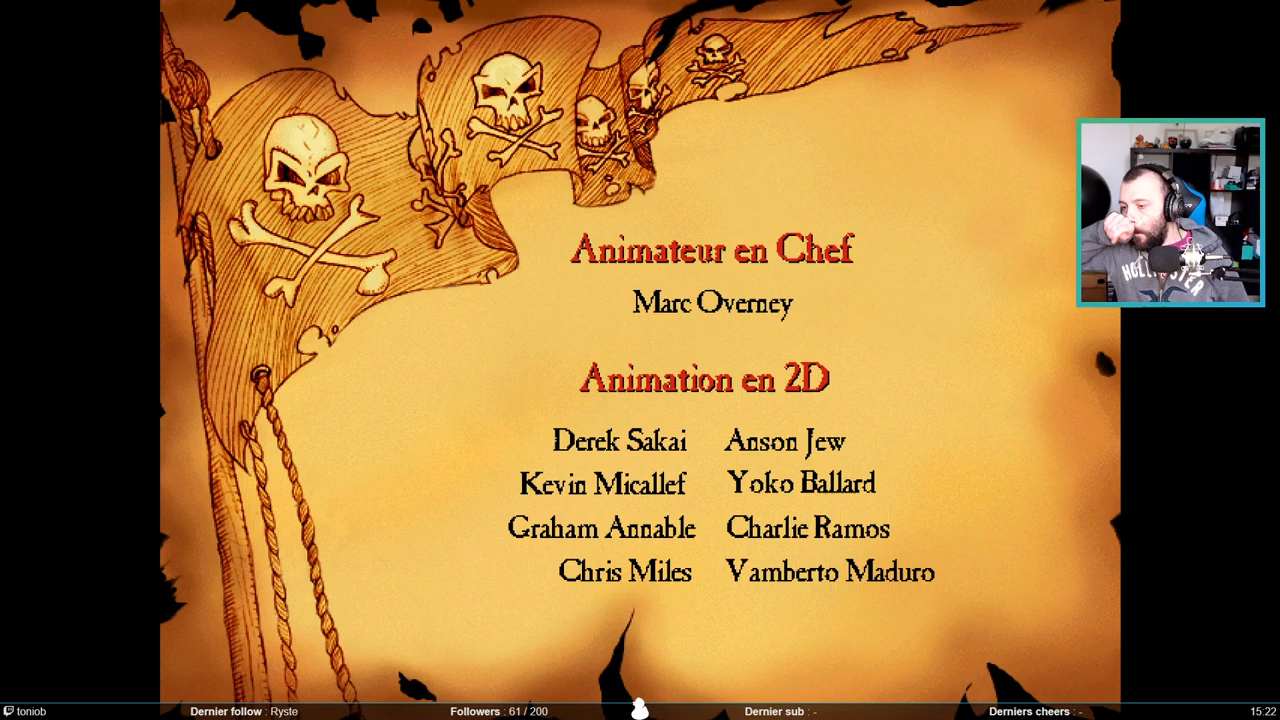 Animateur en Chef
Marc Overney
Animation en 2D
Derek Sakai Anson Jew
Kevin Micallef Yoko Ballard
Graham Annable Charlie Ramos
Chris Miles Vamberto Maduro
toniob Dernier follow : Ryste Followers : 61 / 200 Dernier sub : - Derniers cheers : - 15:22